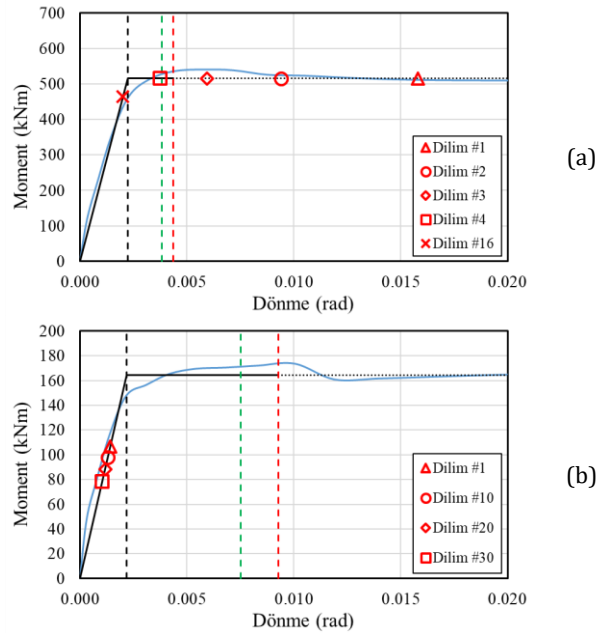 700
600
500
400
300
200
100
0
Moment (kNm)
Dilim #1
Dilim #2
Dilim #3
Dilim #4
Dilim #16
0.000 0.005 0.010 0.015 0.020
Dönme (rad)
(a)
200
180
160
140
120
100
80
60
40
20
0
Moment (kNm)
Dilim #1
Dilim #10
Dilim #20
Dilim #30
0.000 0.005 0.010 0.015 0.020
Dönme (rad)
(b)